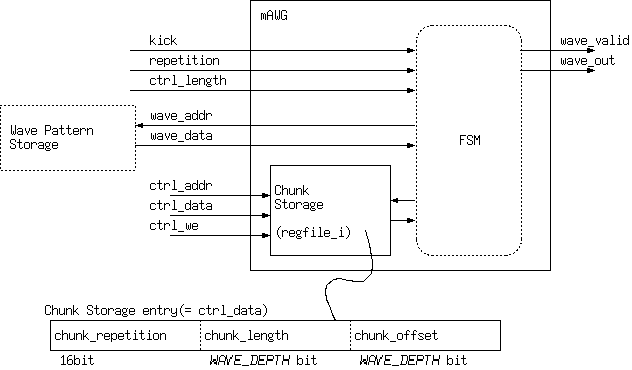 mAWG
kick
repetition
ctrl_length
wave_valid
wave_out
wave_addr
wave_data
Wave Pattern
Storage
FSM
ctrl_addr
ctrl_data
ctrl_we
Chunk
Storage
(regfile_i)
Chunk Storage entry(= ctrl_data)
chunk_repetition chunk_length chunk_offset
16bit WAVE_DEPTH bit WAVE_DEPTH bit